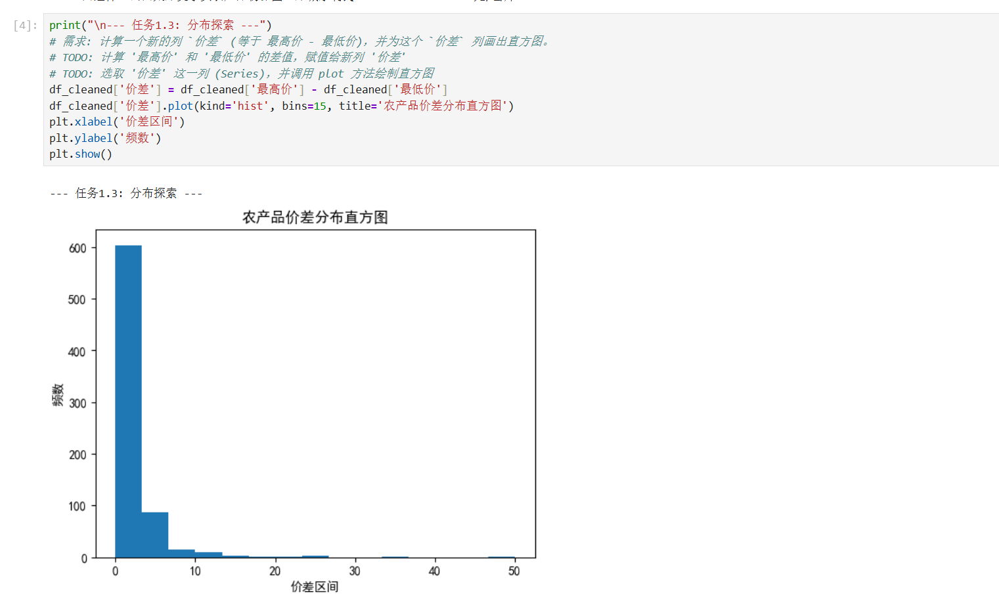 [4]:
print("\n--- 任务1.3: 分布探索 ---")
# 需求: 计算一个新的列 `价差` (等于 最高价 - 最低价)，并为这个 `价差` 列画出直方图。
# TODO: 计算 '最高价' 和 '最低价' 的差值，赋值给新列 '价差'
# TODO: 选取 '价差' 这一列 (Series)，并调用 plot 方法绘制直方图
df_cleaned['价差'] = df_cleaned['最高价'] - df_cleaned['最低价']
df_cleaned['价差'].plot(kind='hist', bins=15, title='农产品价差分布直方图')
plt.xlabel('价差区间')
plt.ylabel('频数')
plt.show()
--- 任务1.3: 分布探索 ---
农产品价差分布直方图
600
500
400
300
200
100
0
频数
0 10 20 30 40 50
价差区间